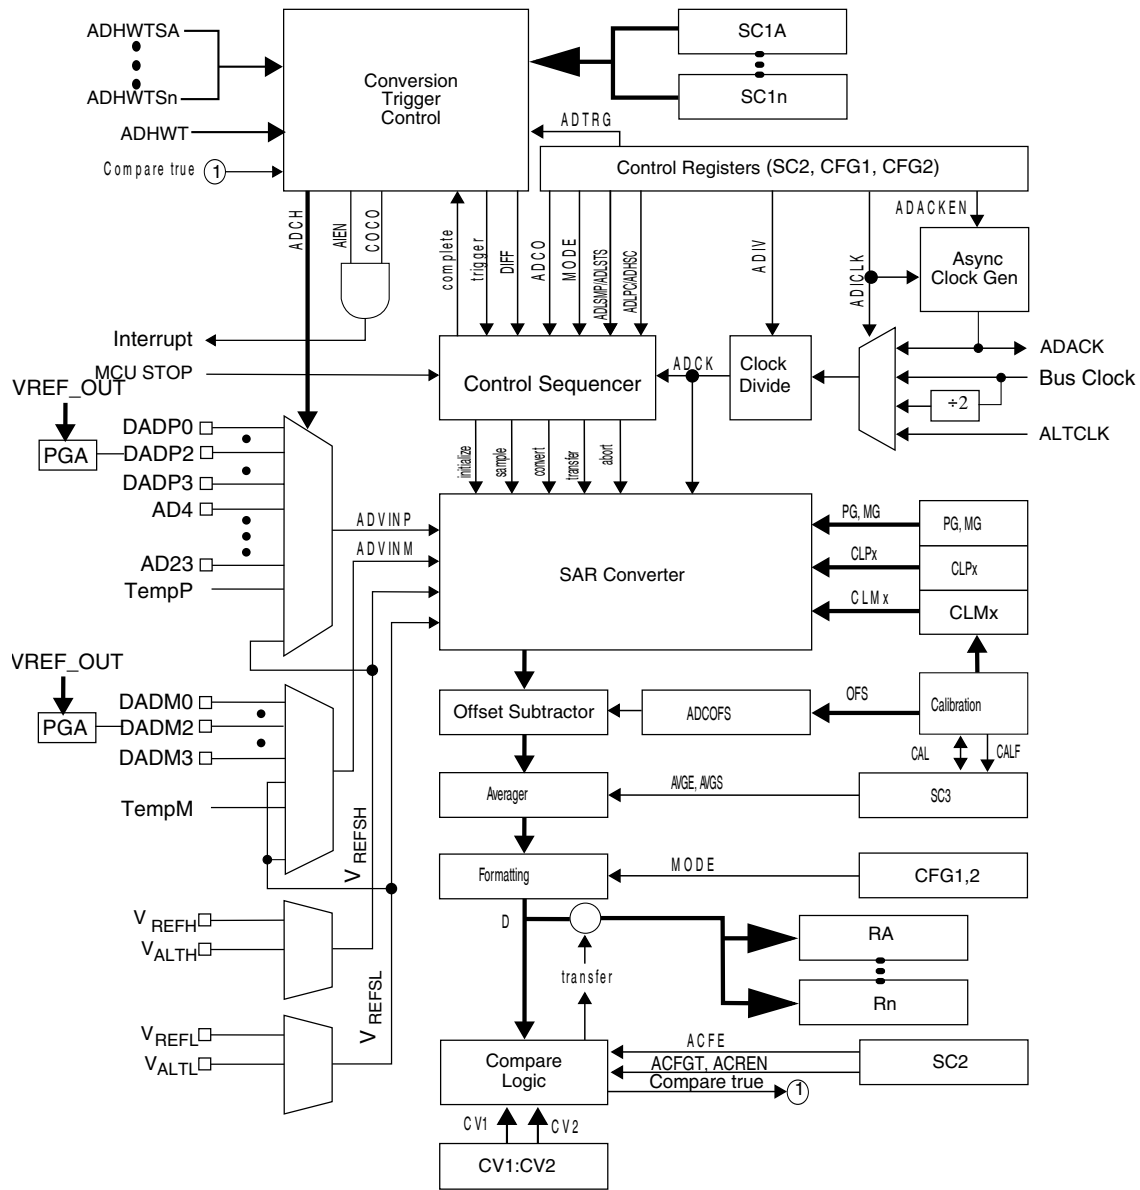 ADHWTSA
ADHWTSn
ADHWT
Compare true 1
Conversion
Trigger
Control
SC1A
SC1n
ADTRG
Control Registers (SC2, CFG1, CFG2)
ADCH
AIEN
COCO
complete
trigger
DIFF
ADCO
MODE
ADLSMP/ADLSTS
ADLPC/ADHSC
ADIV
ADICLK
ADACKEN
Async
Clock Gen
Interrupt
MCU STOP
Control Sequencer
ADCK
Clock
Divide
ADACK
Bus Clock
÷2
ALTCLK
VREF_OUT
PGA
DADP0
DADP2
DADP3
AD4
AD23
TempP
initialize
sample
convert
transfer
abort
ADVINP
ADVINM
SAR Converter
PG, MG
PG, MG
CLPx
CLPx
CLMx
CLMx
VREF_OUT
PGA
DADM0
DADM2
DADM3
TempM
Offset Subtractor
ADCOFS
OFS
Calibration
CAL
CALF
Averager
AVGE, AVGS
SC3
VREFSH
Formatting
MODE
CFG1,2
VREFH
VALTH
D
RA
transfer
Rn
VREFSL
VREFL
VALTL
Compare
Logic
ACFE
ACFGT, ACREN
Compare true 1
SC2
CV1
CV2
CV1:CV2